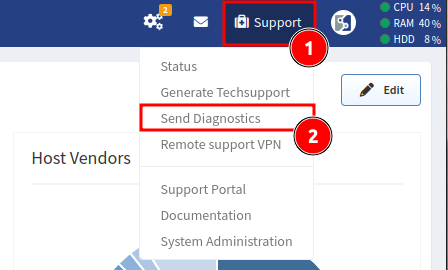 2
Support
CPU 14 %
RAM 40 %
HDD 8 %
1
Status
Generate Techsupport
Send Diagnostics
2
Remote support VPN
Support Portal
Documentation
System Administration
Edit
Host Vendors